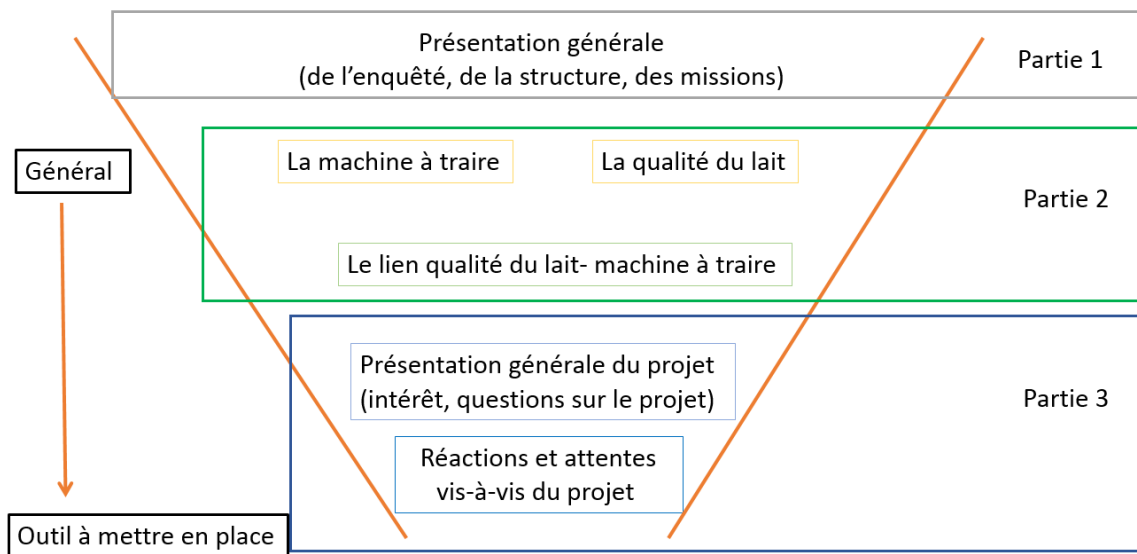 Présentation générale
(de l'enquêté, de la structure, des missions)
Partie 1
Général
La machine à traire
La qualité du lait
Partie 2
Le lien qualité du lait- machine à traire
Présentation générale du projet
(intérêt, questions sur le projet)
Partie 3
Réactions et attentes
vis-à-vis du projet
Outil à mettre en place